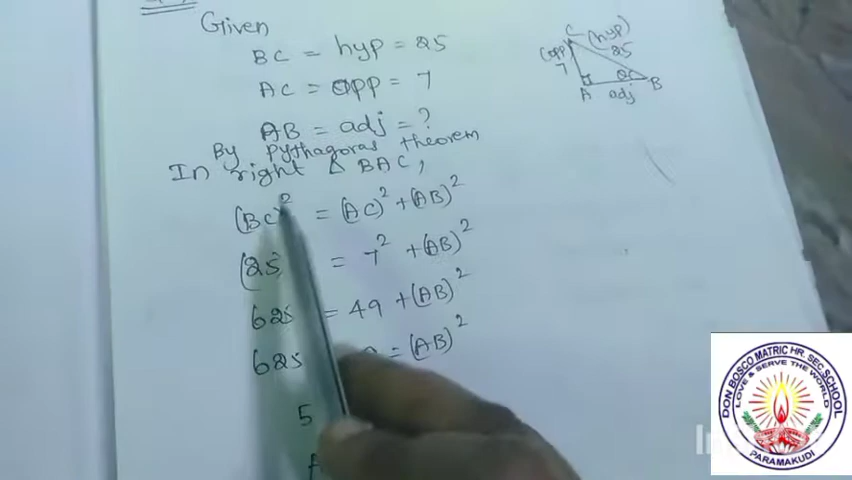 Given
BC = hyp = 25
AC = opp = 7
AB = adj = ?
By Pythagoras theorem
In right Δ BAC,
(BC)² = (AC)² + (AB)²
(25 = 7² + (AB)²
625 = 49 + (AB)²
625 = (AB)²
5
C
(hyp)
25
(opp)
7
A
adj
B
DON BOSCO MATRIC HR. SEC. SCHOOL
LOVE & SERVE THE WORLD
PARAMAKUDI